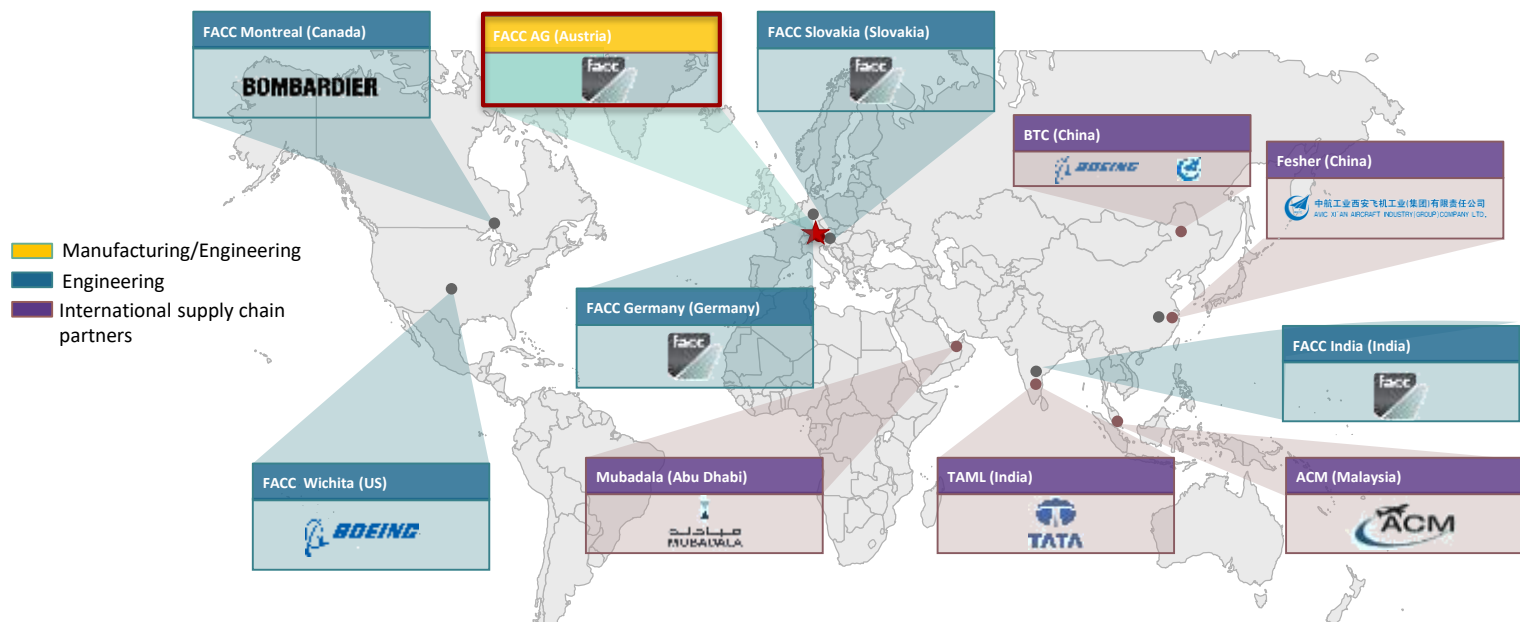 FACC Montreal (Canada)
BOMBARDIER
FACC AG (Austria)
facc
FACC Slovakia (Slovakia)
facc
BTC (China)
BOEING
Fesher (China)
中航工业西安飞机工业(集团)有限责任公司
AVIC XI'AN AIRCRAFT INDUSTRY(GROUP)COMPANY LTD.
Manufacturing/Engineering
Engineering
International supply chain
partners
FACC Germany (Germany)
facc
FACC India (India)
facc
FACC  Wichita (US)
BOEING
Mubadala (Abu Dhabi)
مبادلة
MUBADALA
TAML (India)
TATA
ACM (Malaysia)
ACM